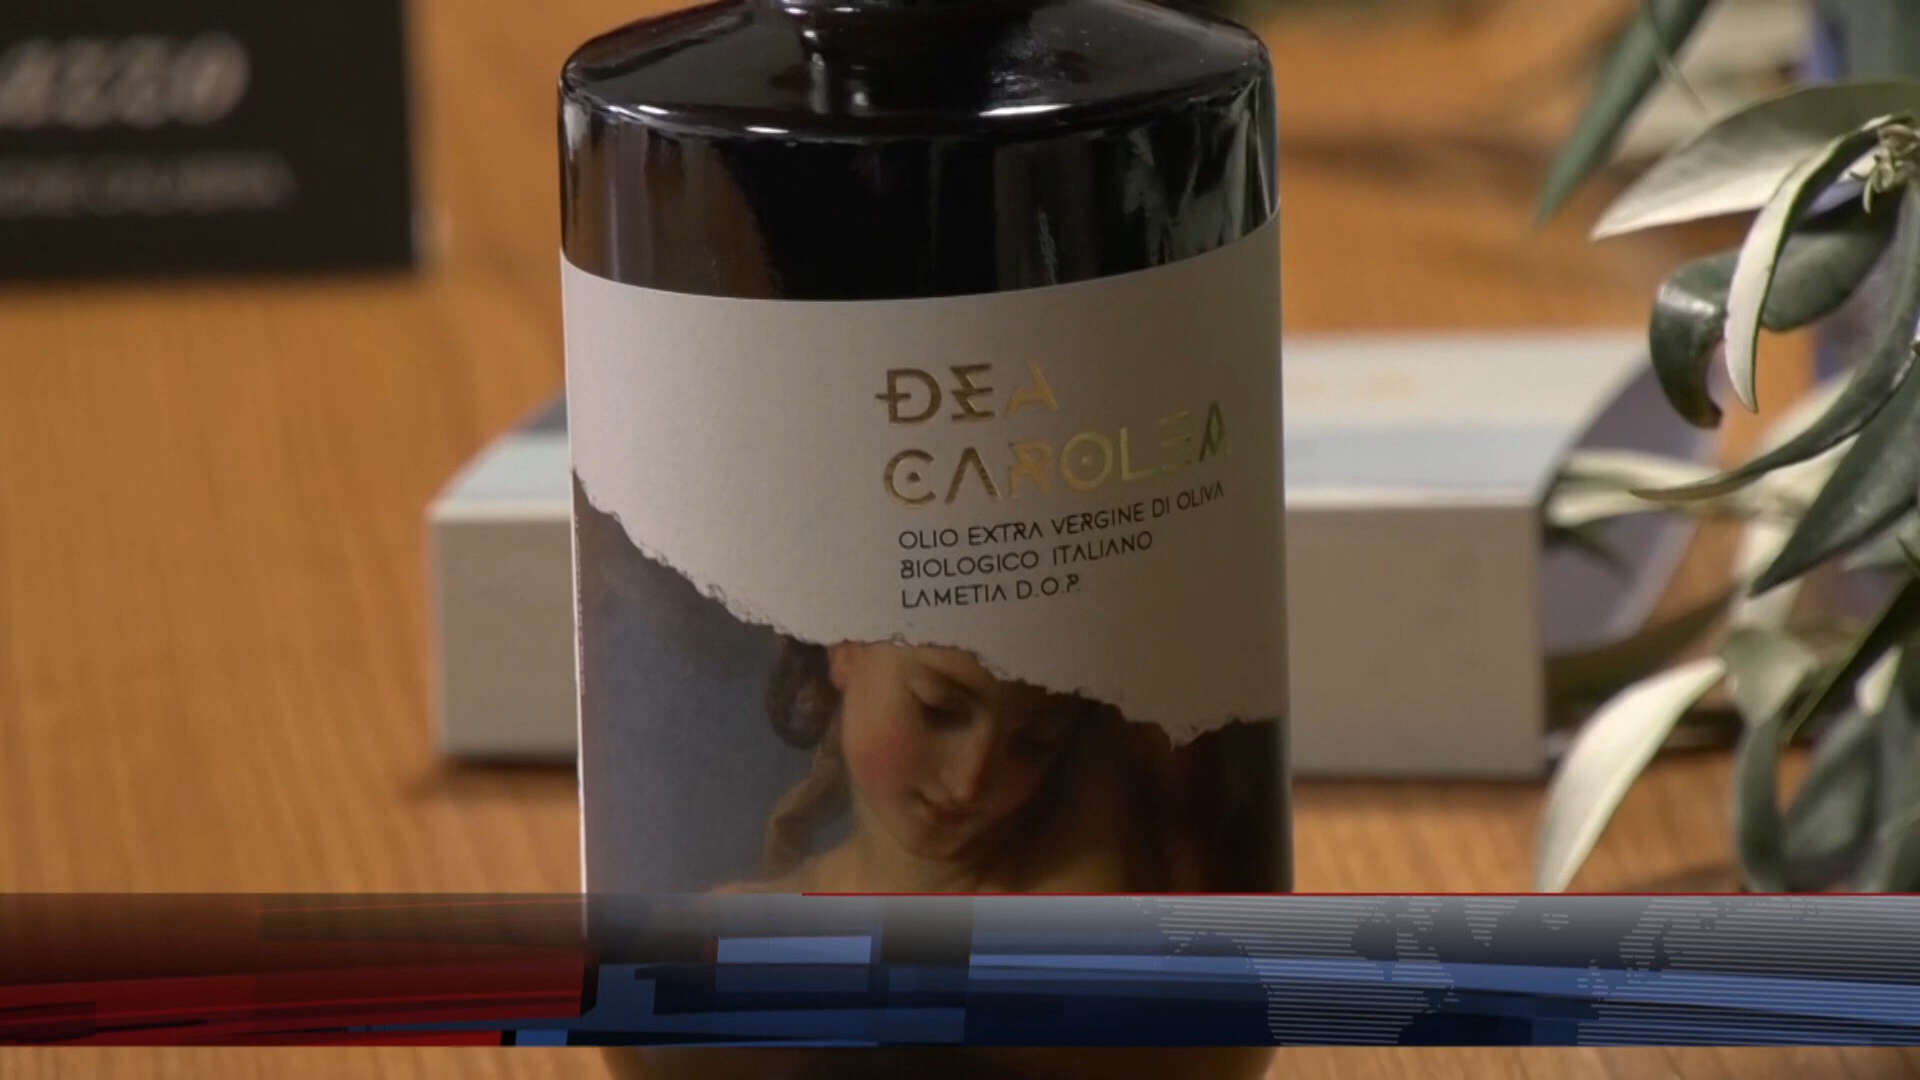 DEA
CAROLEA
OLIO EXTRA VERGINE DI OLIVA
BIOLOGICO ITALIANO
LAMETIA D.O.P.